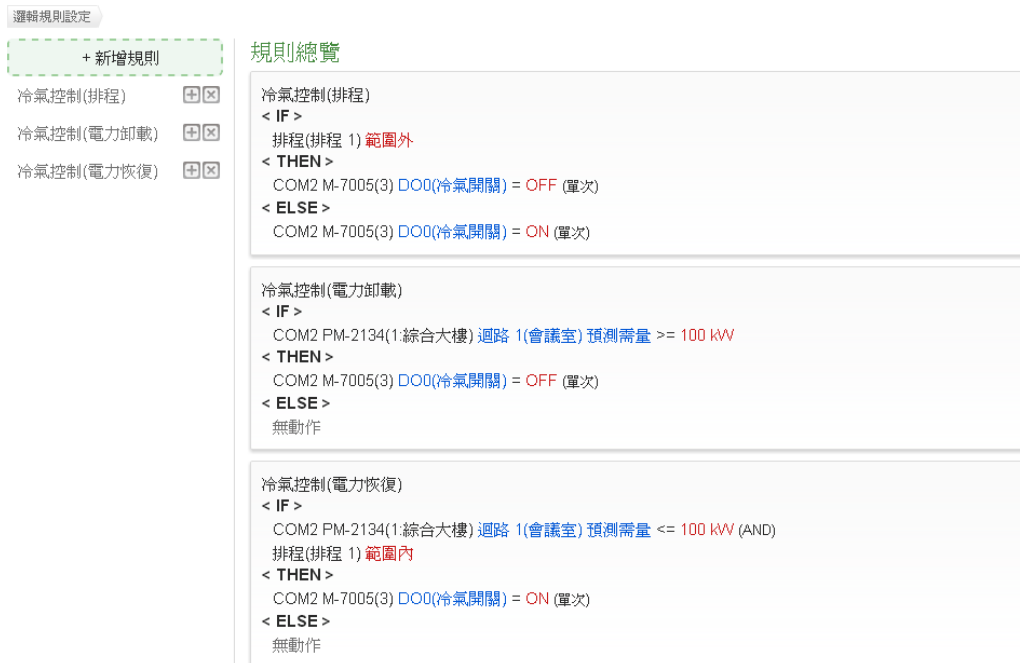 邏輯規則設定
+ 新增規則
冷氣控制(排程)
冷氣控制(電力卸載)
冷氣控制(電力恢復)
規則總覽
冷氣控制(排程)
< IF >
排程(排程 1) 範圍外
< THEN >
COM2 M-7005(3) DO0(冷氣開關) = OFF (單次)
< ELSE >
COM2 M-7005(3) DO0(冷氣開關) = ON (單次)
冷氣控制(電力卸載)
< IF >
COM2 PM-2134(1:綜合大樓) 迴路 1(會議室) 預測需量 >= 100 kW
< THEN >
COM2 M-7005(3) DO0(冷氣開關) = OFF (單次)
< ELSE >
無動作
冷氣控制(電力恢復)
< IF >
COM2 PM-2134(1:綜合大樓) 迴路 1(會議室) 預測需量 <= 100 kW (AND)
排程(排程 1) 範圍內
< THEN >
COM2 M-7005(3) DO0(冷氣開關) = ON (單次)
< ELSE >
無動作